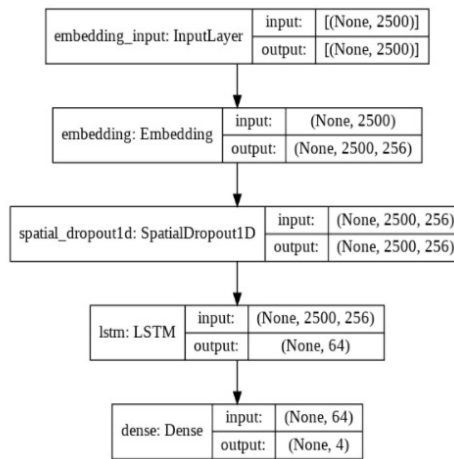 embedding_input: InputLayer
input: [(None, 2500)]
output: [(None, 2500)]
embedding: Embedding
input: (None, 2500)
output: (None, 2500, 256)
spatial_dropout1d: SpatialDropout1D
input: (None, 2500, 256)
output: (None, 2500, 256)
lstm: LSTM
input: (None, 2500, 256)
output: (None, 64)
dense: Dense
input: (None, 64)
output: (None, 4)